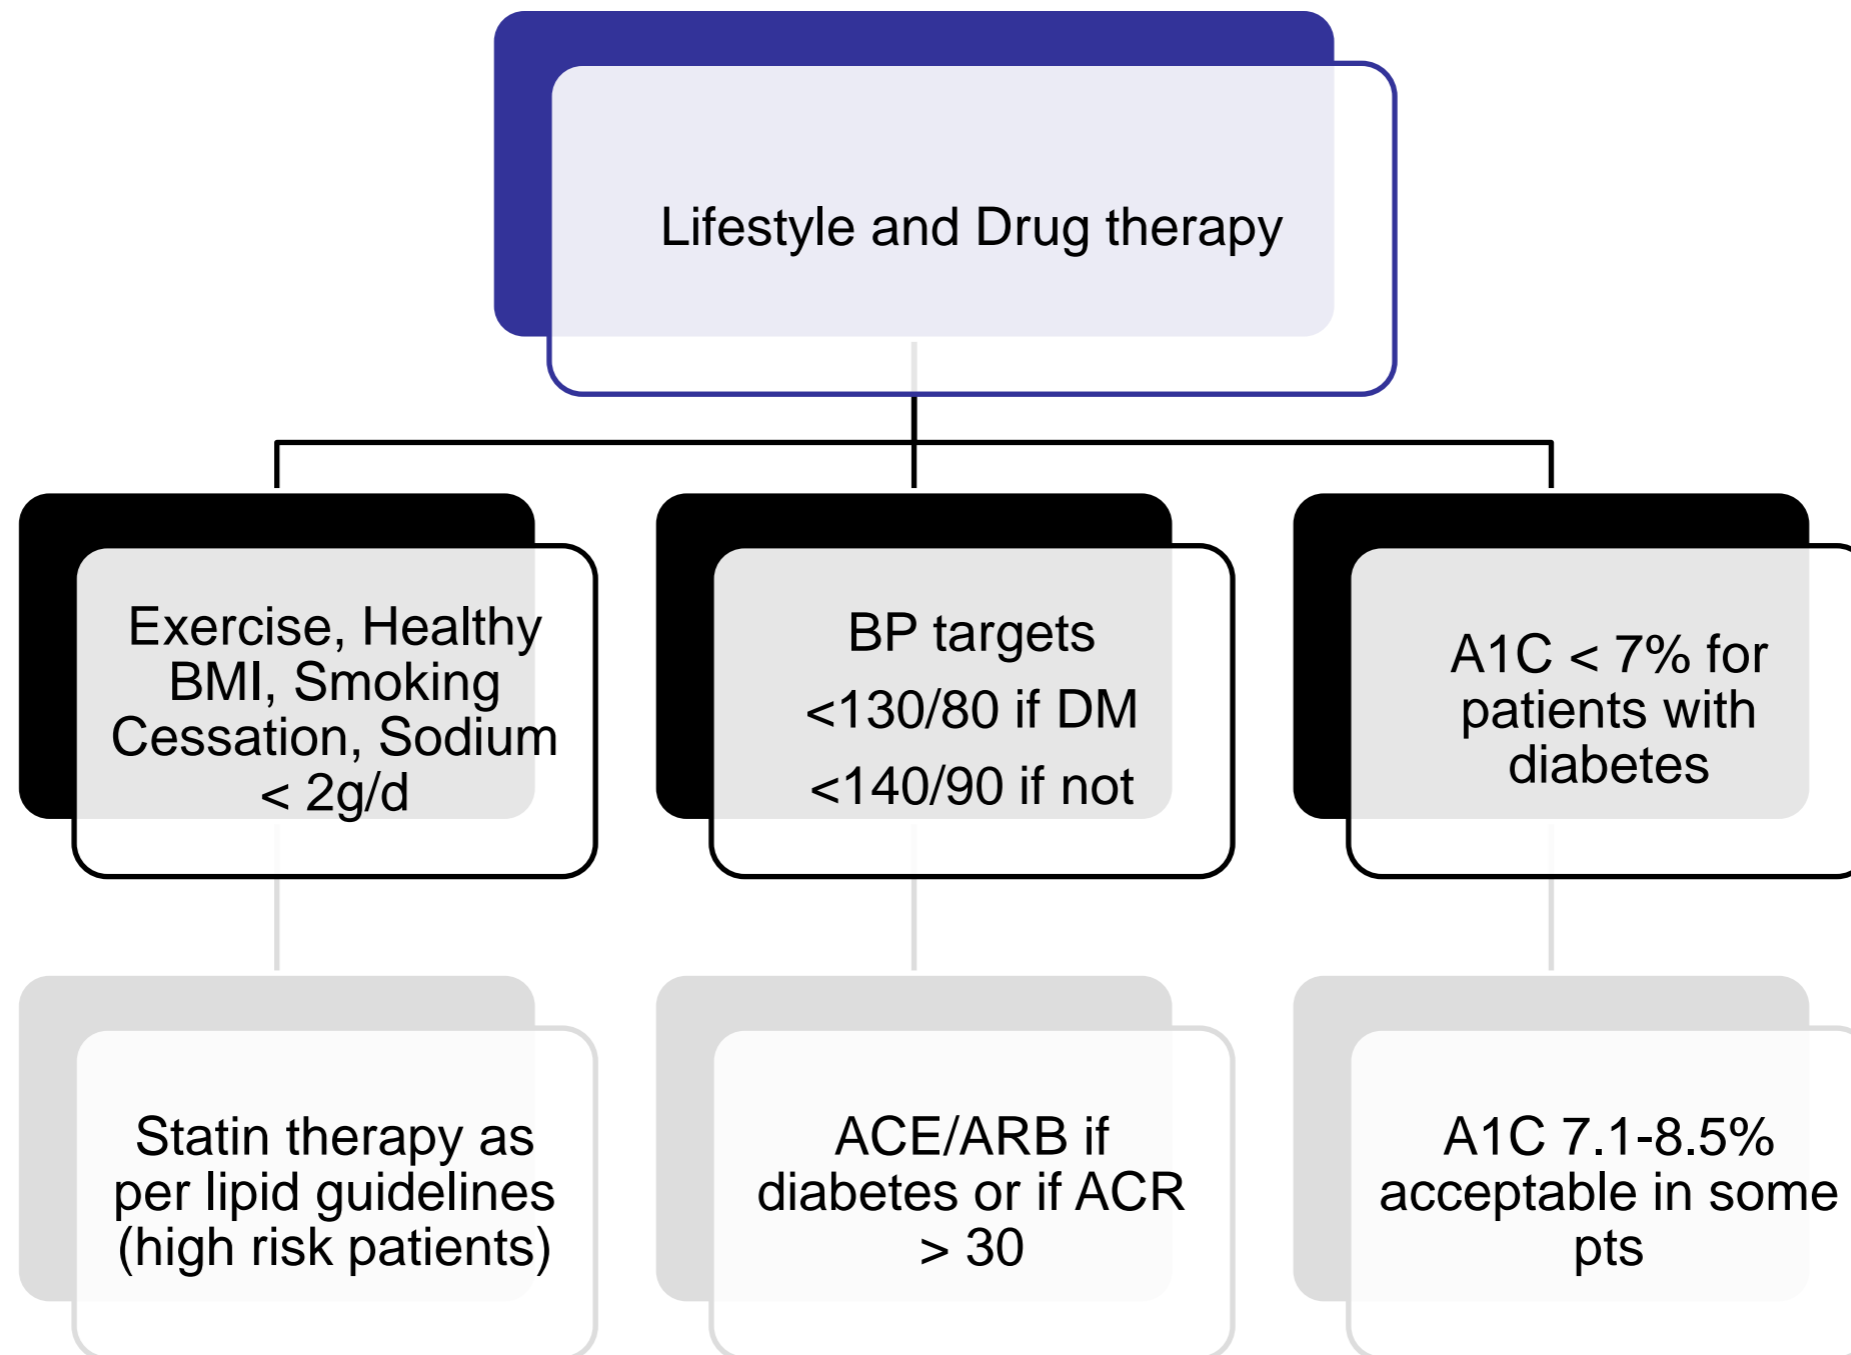 Lifestyle and Drug therapy
Exercise, Healthy
BMI, Smoking
Cessation, Sodium
< 2g/d
BP targets
<130/80 if DM
<140/90 if not
A1C < 7% for
patients with
diabetes
Statin therapy as
per lipid guidelines
(high risk patients)
ACE/ARB if
diabetes or if ACR
> 30
A1C 7.1-8.5%
acceptable in some
pts